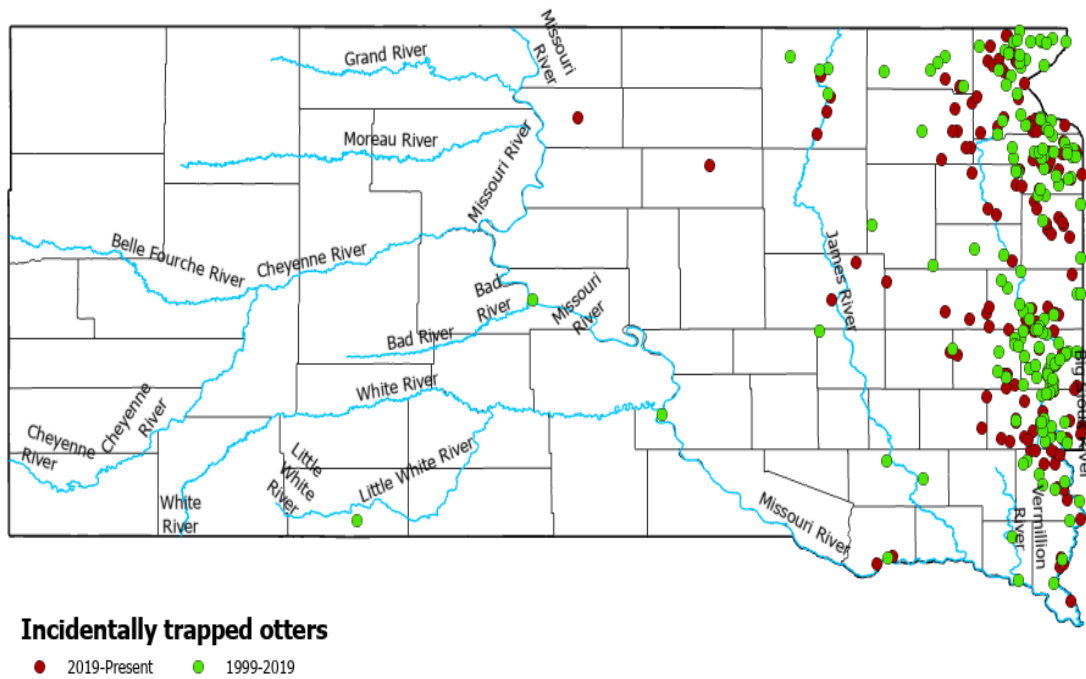 Grand River
Missouri
River
Moreau River
Missouri River
Belle Fourche River
Cheyenne River
James River
Bad
River
Missouri
River
Bad River
Big Sioux River
White River
Cheyenne
River
Cheyenne
River
Little
White
River
Little White River
White
River
Missouri River
Vermillion
River
Incidentally trapped otters
2019-Present
1999-2019